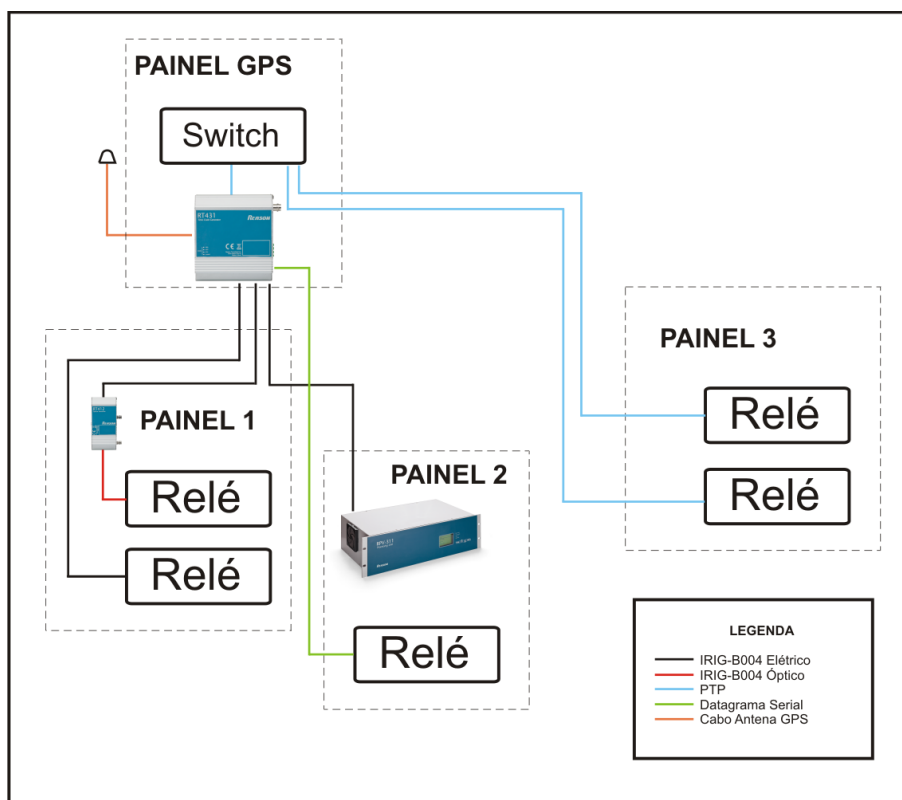 PAINEL GPS
Switch
RT431
REASON
CE
PAINEL 1
Relé
Relé
PAINEL 2
Relé
PAINEL 3
Relé
Relé
LEGENDA
IRIG-B004 Elétrico
IRIG-B004 Óptico
PTP
Datagrama Serial
Cabo Antena GPS